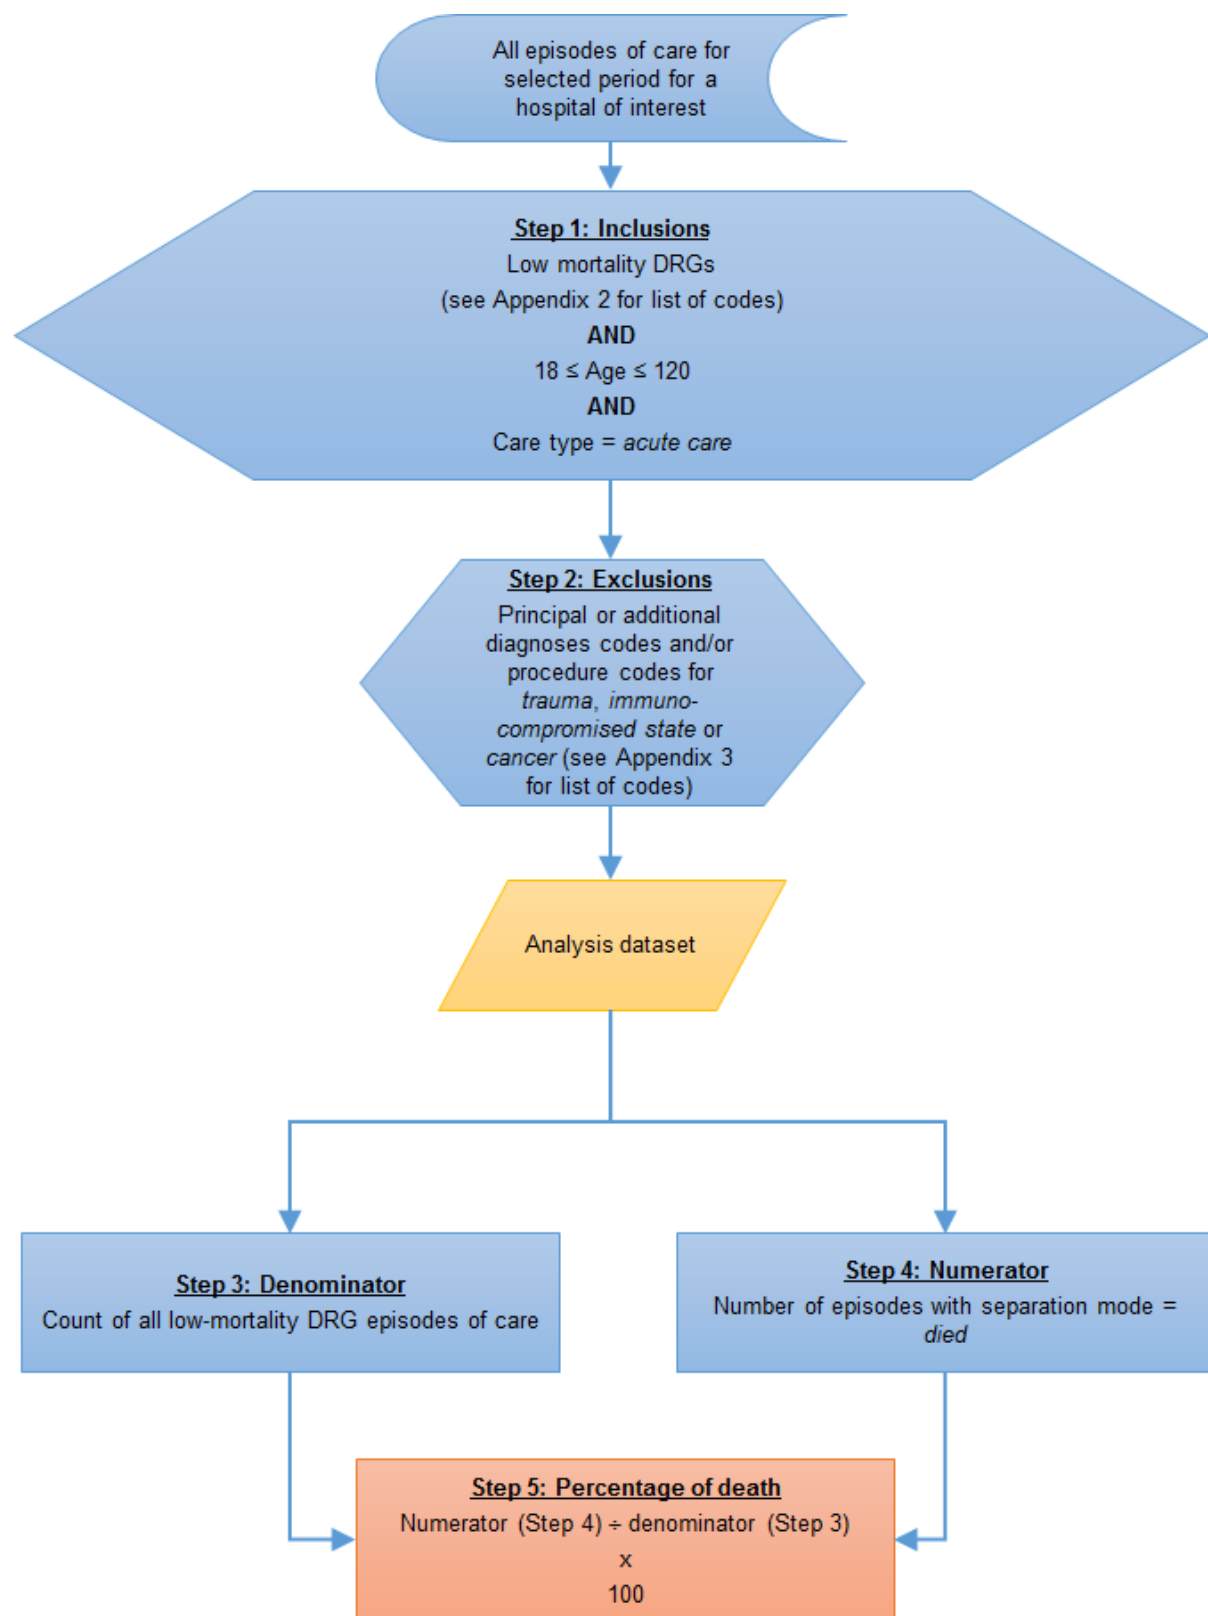 All episodes of care for
selected period for a
hospital of interest
Step 1: Inclusions
Low mortality DRGs
(see Appendix 2 for list of codes)
AND
18 ≤ Age ≤ 120
AND
Care type = acute care
Step 2: Exclusions
Principal or additional
diagnoses codes and/or
procedure codes for
trauma, immuno-
compromised state or
cancer (see Appendix 3
for list of codes)
Analysis dataset
Step 3: Denominator
Count of all low-mortality DRG episodes of care
Step 4: Numerator
Number of episodes with separation mode =
died
Step 5: Percentage of death
Numerator (Step 4) ÷ denominator (Step 3)
x
100